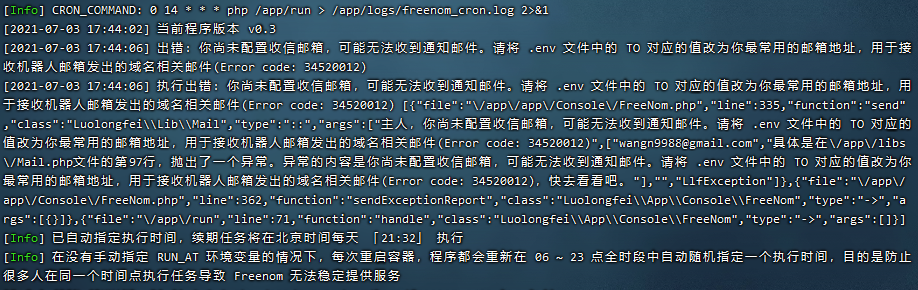 [Info] CRON_COMMAND: 0 14 * * * php /app/run > /app/logs/freenom_cron.log 2>&1
[2021-07-03 17:44:02] 当前程序版本 v0.3
[2021-07-03 17:44:06] 出错：你尚未配置收信邮箱，可能无法收到通知邮件。请将 .env 文件中的 TO 对应的值改为你最常用的邮箱地址，用于接
收机器人邮箱发出的域名相关邮件(Error code: 34520012)
[2021-07-03 17:44:06] 执行出错：你尚未配置收信邮箱，可能无法收到通知邮件。请将 .env 文件中的 TO 对应的值改为你最常用的邮箱地址，用
于接收机器人邮箱发出的域名相关邮件(Error code: 34520012) [{"file":"\/app\/app\/Console\/FreeNom.php","line":335,"function":"send"
,"class":"Luolongfei\\Lib\\Mail","type":"::","args":["主人，你尚未配置收信邮箱，可能无法收到通知邮件。请将 .env 文件中的 TO 对应的
值改为你最常用的邮箱地址，用于接收机器人邮箱发出的域名相关邮件(Error code: 34520012)",["wangn9988@gmail.com","具体是在\/app\/libs
\/Mail.php文件的第97行，抛出了一个异常。异常的内容是你尚未配置收信邮箱，可能无法收到通知邮件。请将 .env 文件中的 TO 对应的值改为你
最常用的邮箱地址，用于接收机器人邮箱发出的域名相关邮件(Error code: 34520012)，快去看看吧。"],"","LlfException"]},{"file":"\/app\/
app\/Console\/FreeNom.php","line":362,"function":"sendExceptionReport","class":"Luolongfei\\App\\Console\\FreeNom","type":"->","a
rgs":[{}]},{"file":"\/app\/run","line":71,"function":"handle","class":"Luolongfei\\App\\Console\\FreeNom","type":"->","args":[]}]
[Info] 已自动指定执行时间，续期任务将在北京时间每天 「21:32」 执行
[Info] 在没有手动指定 RUN_AT 环境变量的情况下，每次重启容器，程序都会重新在 06 ~ 23 点全时段中自动随机指定一个执行时间，目的是防止
很多人在同一个时间点执行任务导致 Freenom 无法稳定提供服务